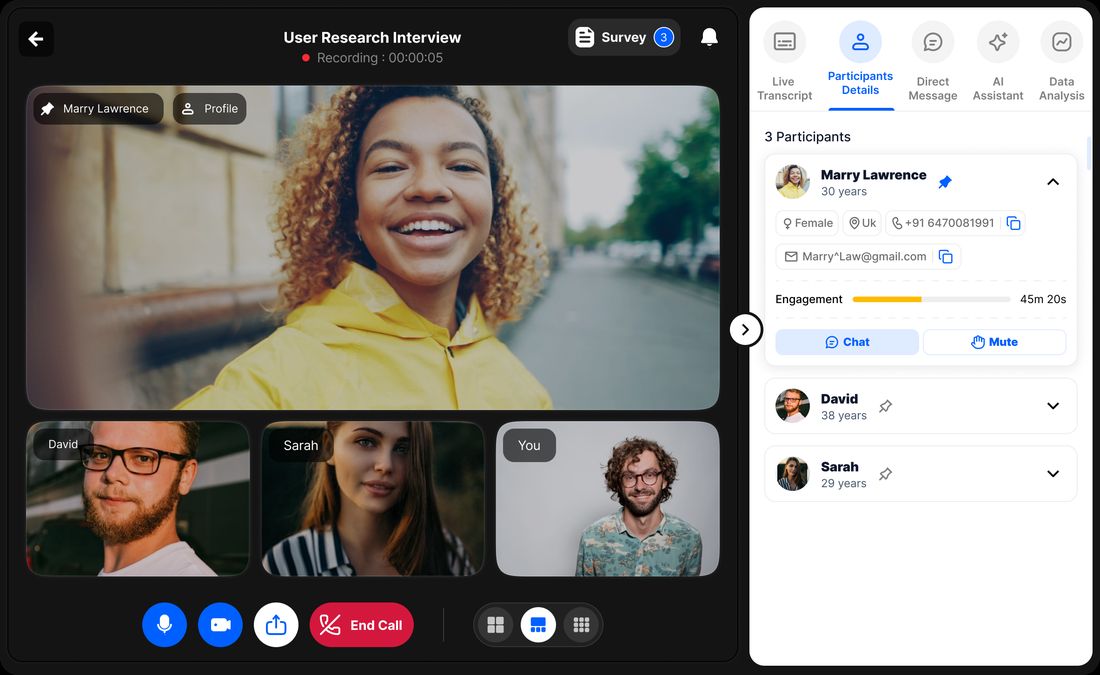 User Research Interview
Recording : 00:00:05
Survey 3
Marry Lawrence
Profile
David
Sarah
You
End Call
Live
Transcript
Participants
Details
Direct
Message
AI
Assistant
Data
Analysis
3 Participants
Marry Lawrence
30 years
Female
Uk
+91 6470081991
Marry^Law@gmail.com
Engagement
45m 20s
Chat
Mute
David
38 years
Sarah
29 years